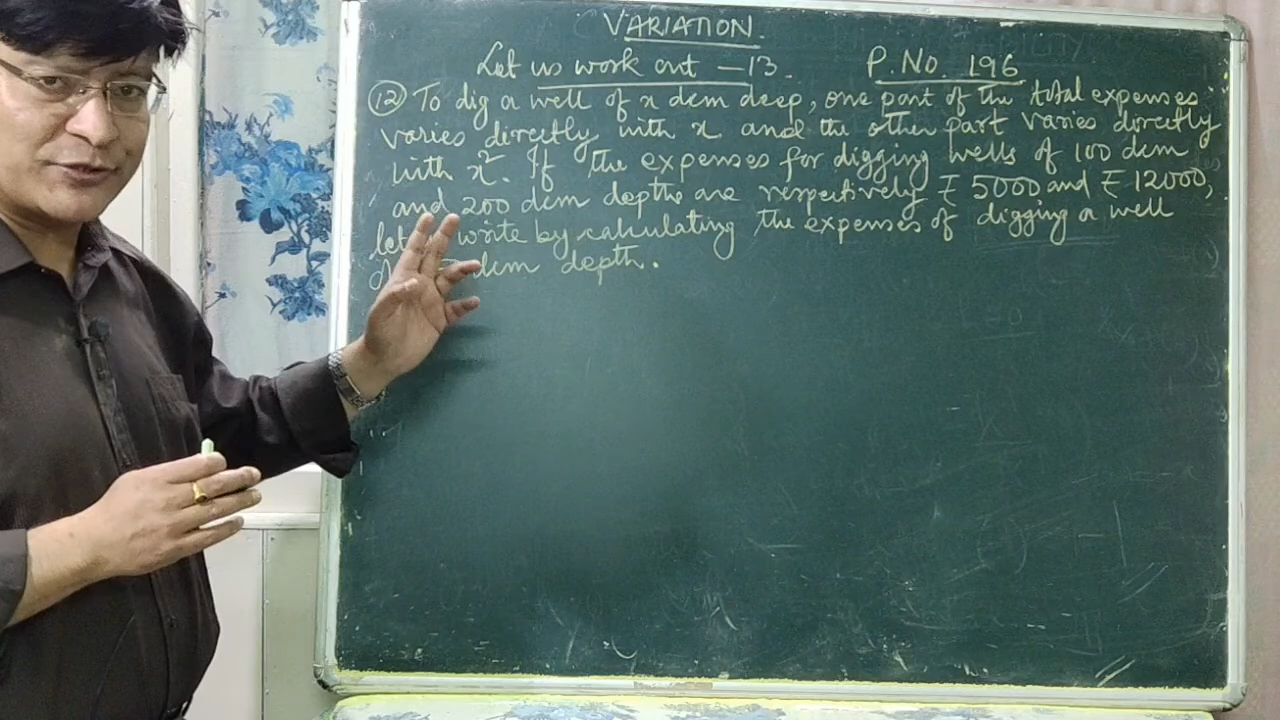 VARIATION.
Let us work out - 13. P. No. 196
(12) To dig a well of x dcm deep, one part of the total expenses
varies directly with x and the other part varies directly
with x². If the expenses for digging wells of 100 dcm
and 200 dcm depths are respectively ₹ 5000 and ₹ 12000,
let write by calculating the expenses of digging a well
dcm depth.